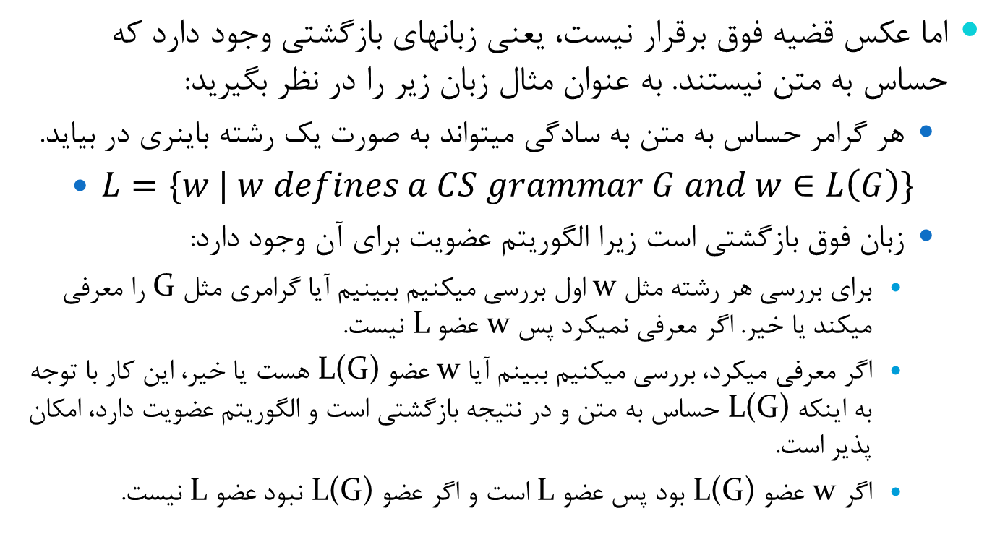 • اما عکس قضیه فوق برقرار نیست، یعنی زبانهای بازگشتی وجود دارد که
حساس به متن نیستند. به عنوان مثال زبان زیر را در نظر بگیرید:
• هر گرامر حساس به متن به سادگی میتواند به صورت یک رشته باینری در بیاید.
• L = {w | w defines a CS grammar G and w ∈ L(G)}
• زبان فوق بازگشتی است زیرا الگوریتم عضویت برای آن وجود دارد:
• برای بررسی هر رشته مثل w اول بررسی میکنیم ببینیم آیا گرامری مثل G را معرفی
میکند یا خیر. اگر معرفی نمیکرد پس w عضو L نیست.
• اگر معرفی میکرد، بررسی میکنیم ببینم آیا w عضو L(G) هست یا خیر، این کار با توجه
به اینکه L(G) حساس به متن و در نتیجه بازگشتی است و الگوریتم عضویت دارد، امکان
پذیر است.
• اگر w عضو L(G) بود پس عضو L است و اگر عضو L(G) نبود عضو L نیست.